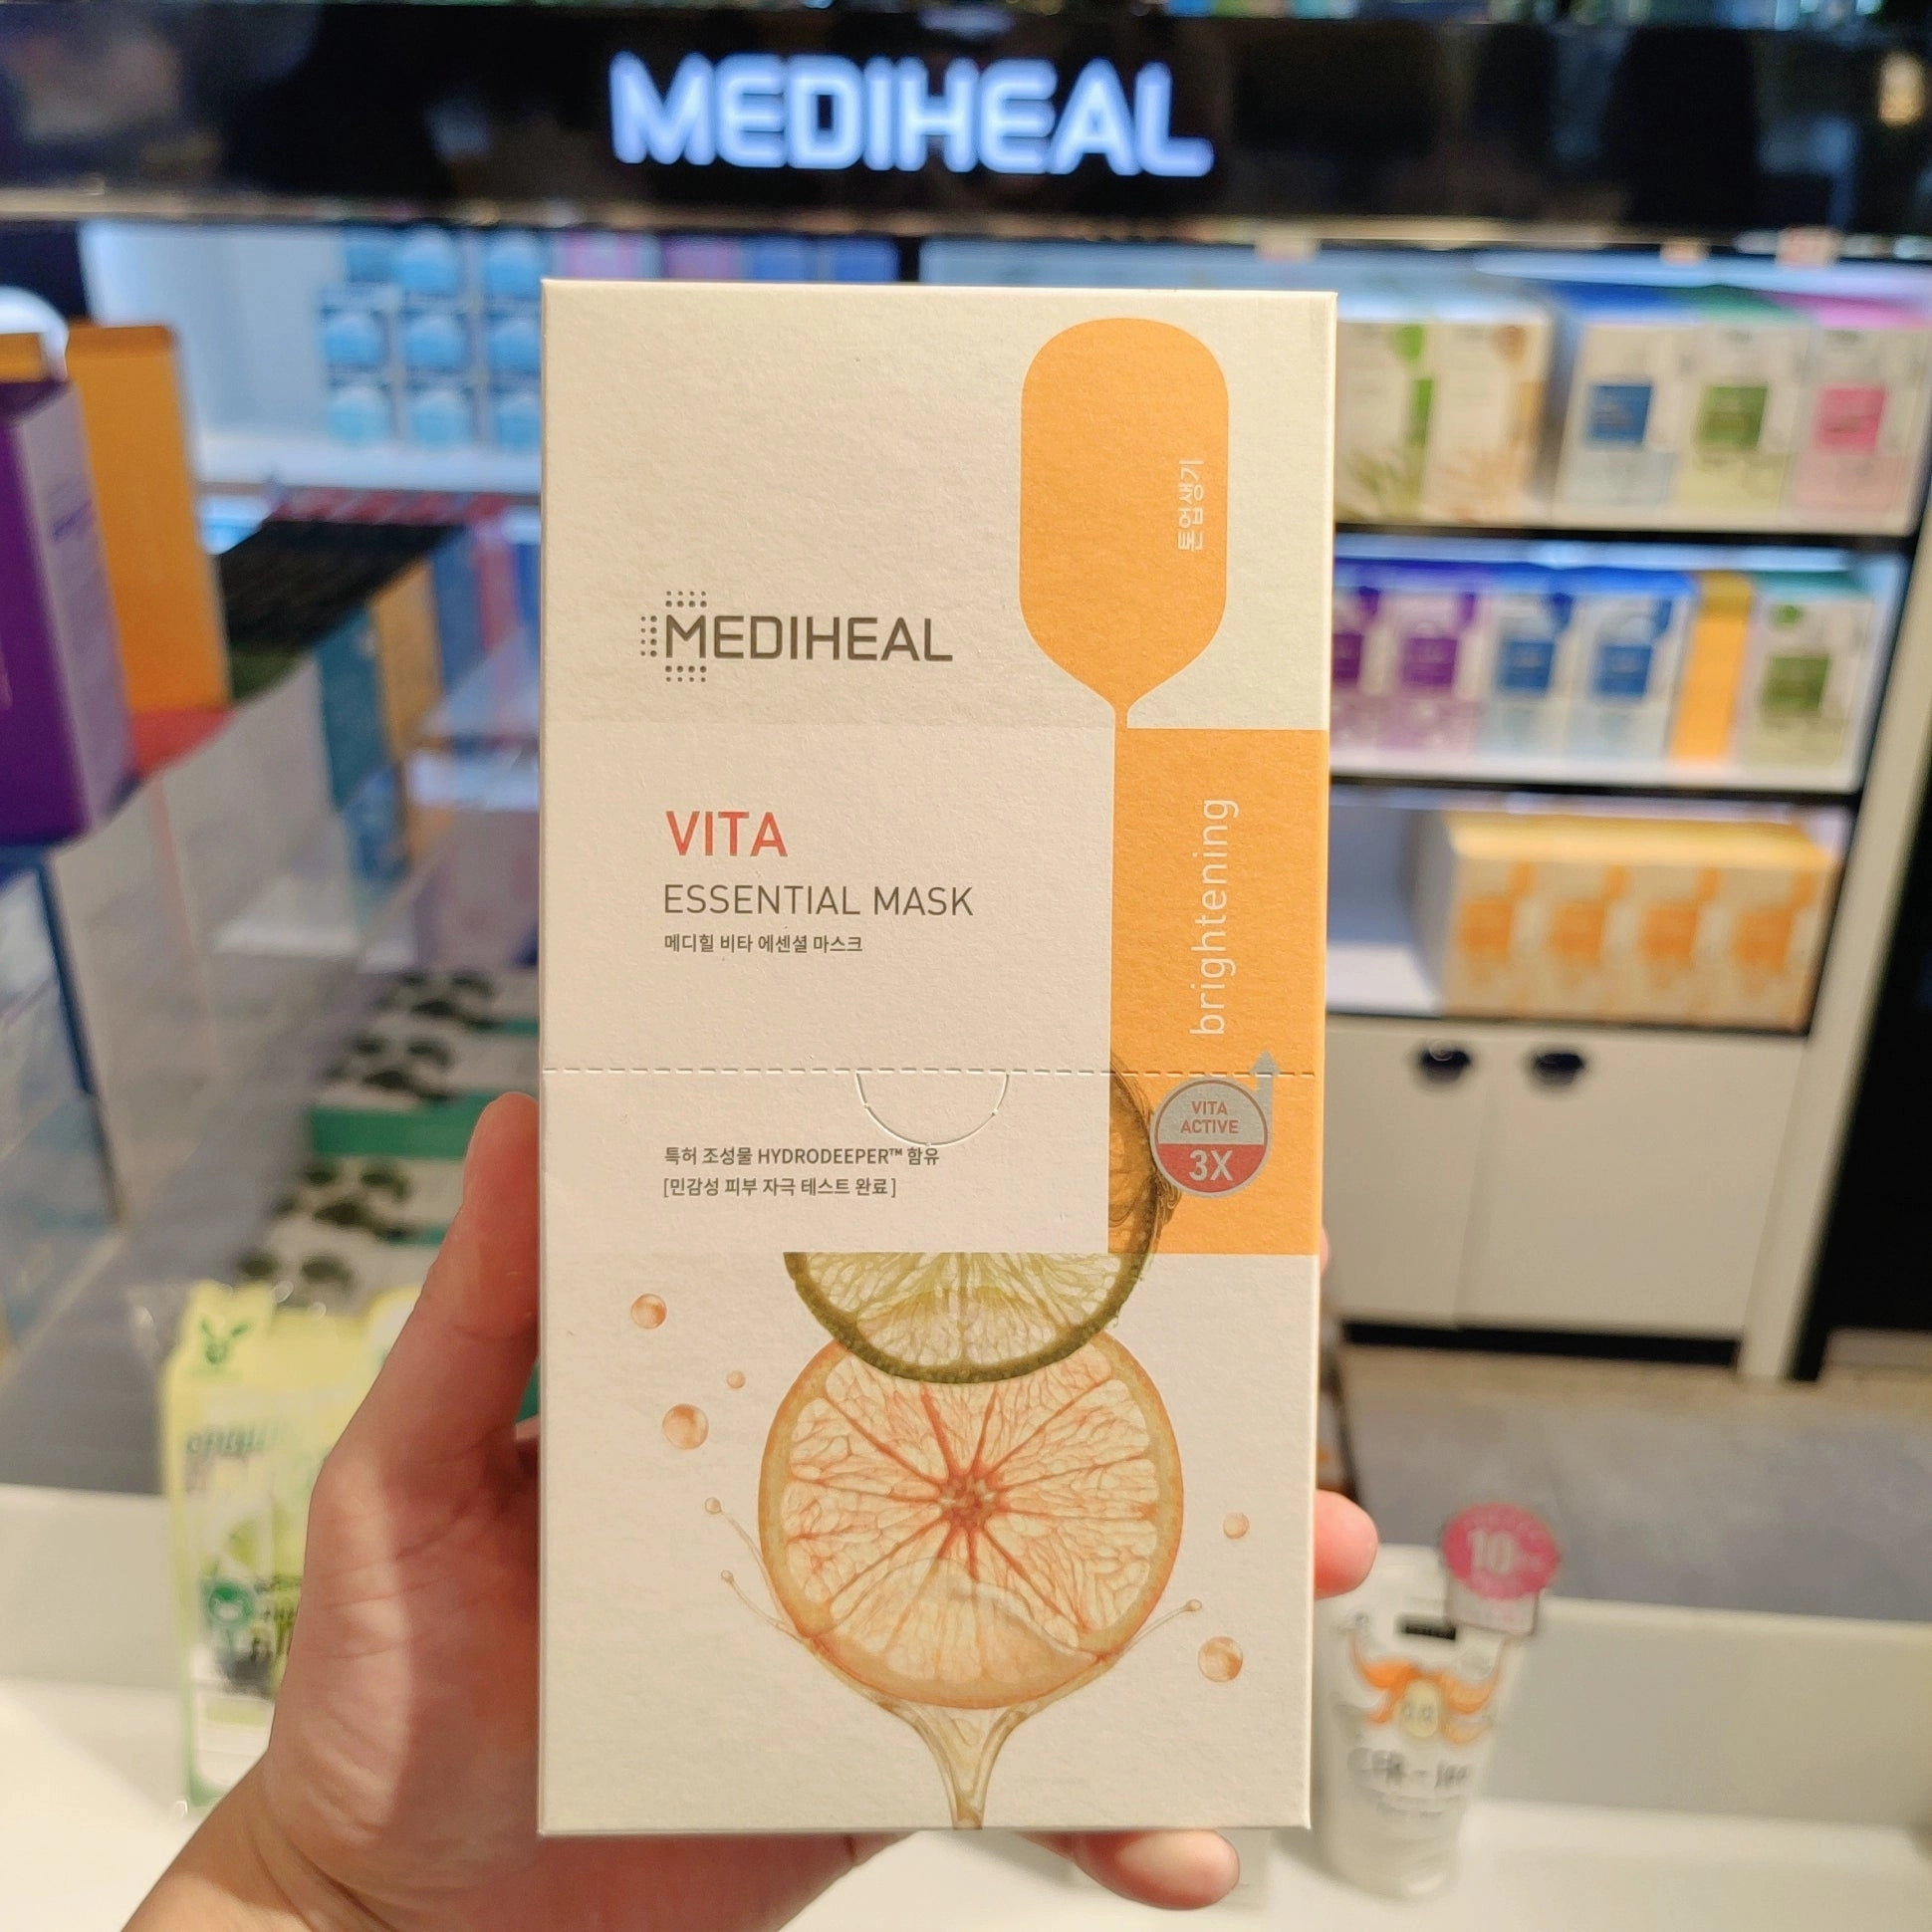 MEDIHEAL
톤업생기
MEDIHEAL
VITA
ESSENTIAL MASK
메디힐 비타 에센셜 마스크
brightening
VITA
ACTIVE
3X
특허 조성물 HYDRODEEPER™ 함유
[민감성 피부 자극 테스트 완료]
10